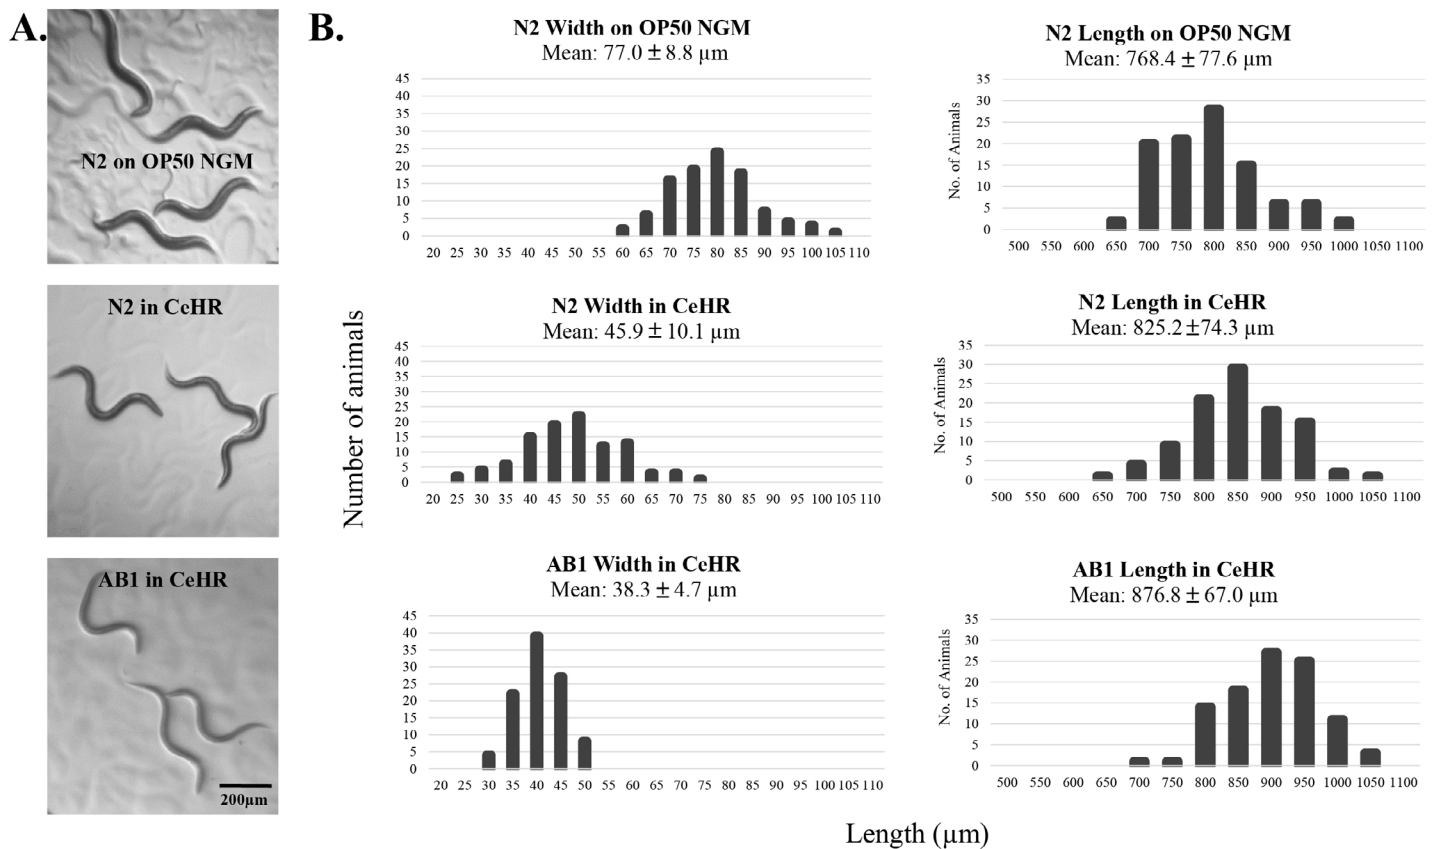 A.
N2 on OP50 NGM
N2 in CeHR
AB1 in CeHR
200µm
B.
Number of animals
N2 Width on OP50 NGM
Mean: 77.0 ± 8.8 µm
45
40
35
30
25
20
15
10
5
0
20 25 30 35 40 45 50 55 60 65 70 75 80 85 90 95 100 105 110
N2 Length on OP50 NGM
Mean: 768.4 ± 77.6 µm
No. of Animals
35
30
25
20
15
10
5
0
500 550 600 650 700 750 800 850 900 950 1000 1050 1100
N2 Width in CeHR
Mean: 45.9 ± 10.1 µm
45
40
35
30
25
20
15
10
5
0
20 25 30 35 40 45 50 55 60 65 70 75 80 85 90 95 100 105 110
N2 Length in CeHR
Mean: 825.2 ±74.3 µm
No. of Animals
35
30
25
20
15
10
5
0
500 550 600 650 700 750 800 850 900 950 1000 1050 1100
AB1 Width in CeHR
Mean: 38.3 ± 4.7 µm
45
40
35
30
25
20
15
10
5
0
20 25 30 35 40 45 50 55 60 65 70 75 80 85 90 95 100 105 110
AB1 Length in CeHR
Mean: 876.8 ± 67.0 µm
No. of Animals
35
30
25
20
15
10
5
0
500 550 600 650 700 750 800 850 900 950 1000 1050 1100
Length (µm)